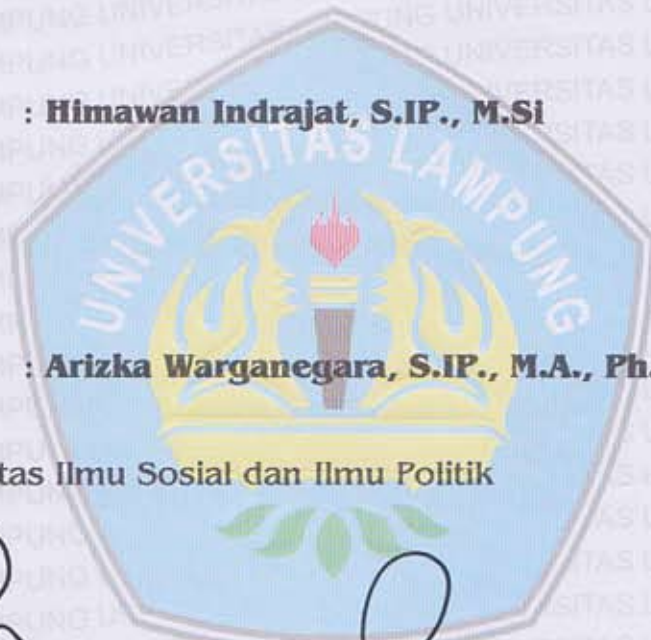 : Himawan Indrajat, S.IP., M.Si
UNIVERSITAS LAMPUNG
: Arizka Warganegara, S.IP., M.A., Ph.
tas Ilmu Sosial dan Ilmu Politik